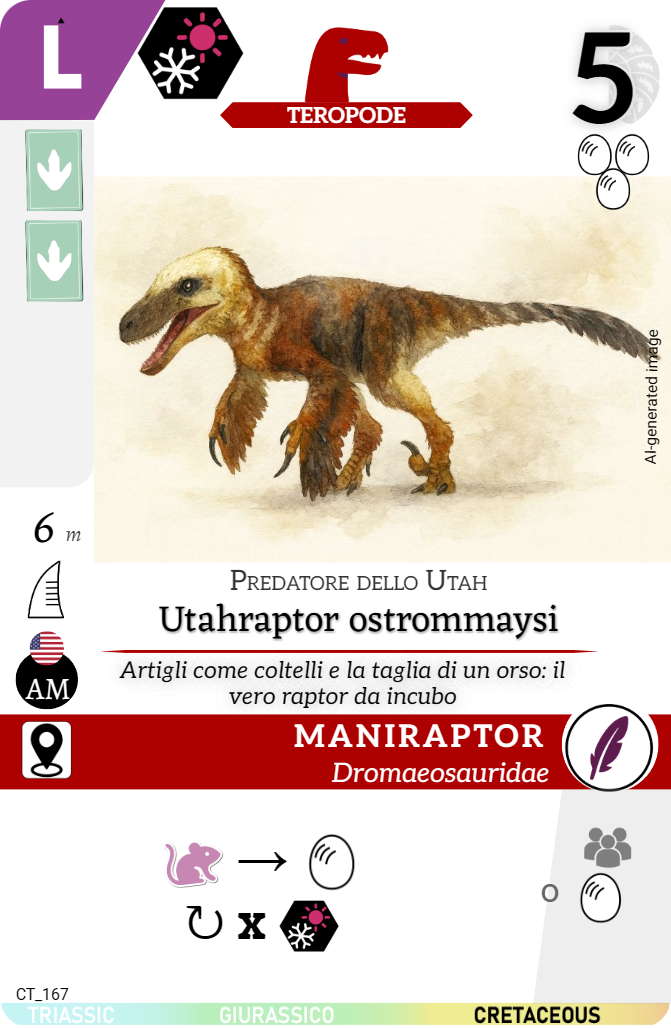 L
TEROPODE
5
AI-generated image
6 m
PREDATORE DELLO UTAH
Utahraptor ostrommaysi
AM
Artigli come coltelli e la taglia di un orso: il
vero raptor da incubo
MANIRAPTOR
Dromaeosauridae
o
x
CT_167
TRIASSIC GIURASSICO CRETACEOUS